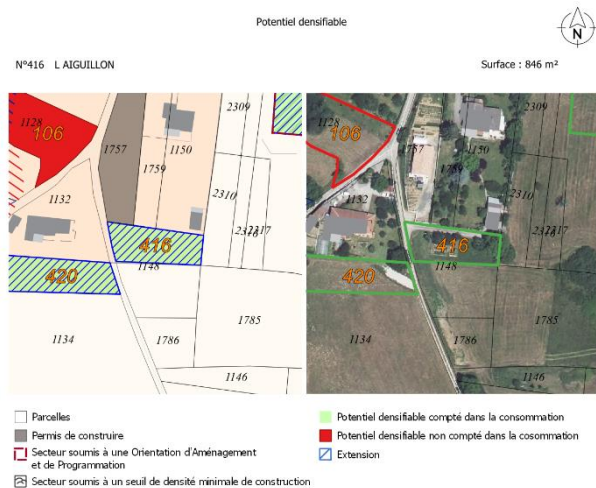 Potentiel densifiable
N
N°416 L AIGUILLON
Surface : 846 m²
1128
106
1757
1759
1150
2309
2310
2317
1132
416
1148
420
1134
1786
1785
1146
1128
106
1757
1759
1150
2309
2310
2317
1132
416
1148
420
1134
1786
1785
1146
Parcelles
Permis de construire
Secteur soumis à une Orientation d'Aménagement
et de Programmation
Secteur soumis à un seuil de densité minimale de construction
Potentiel densifiable compté dans la consommation
Potentiel densifiable non compté dans la cosommation
Extension